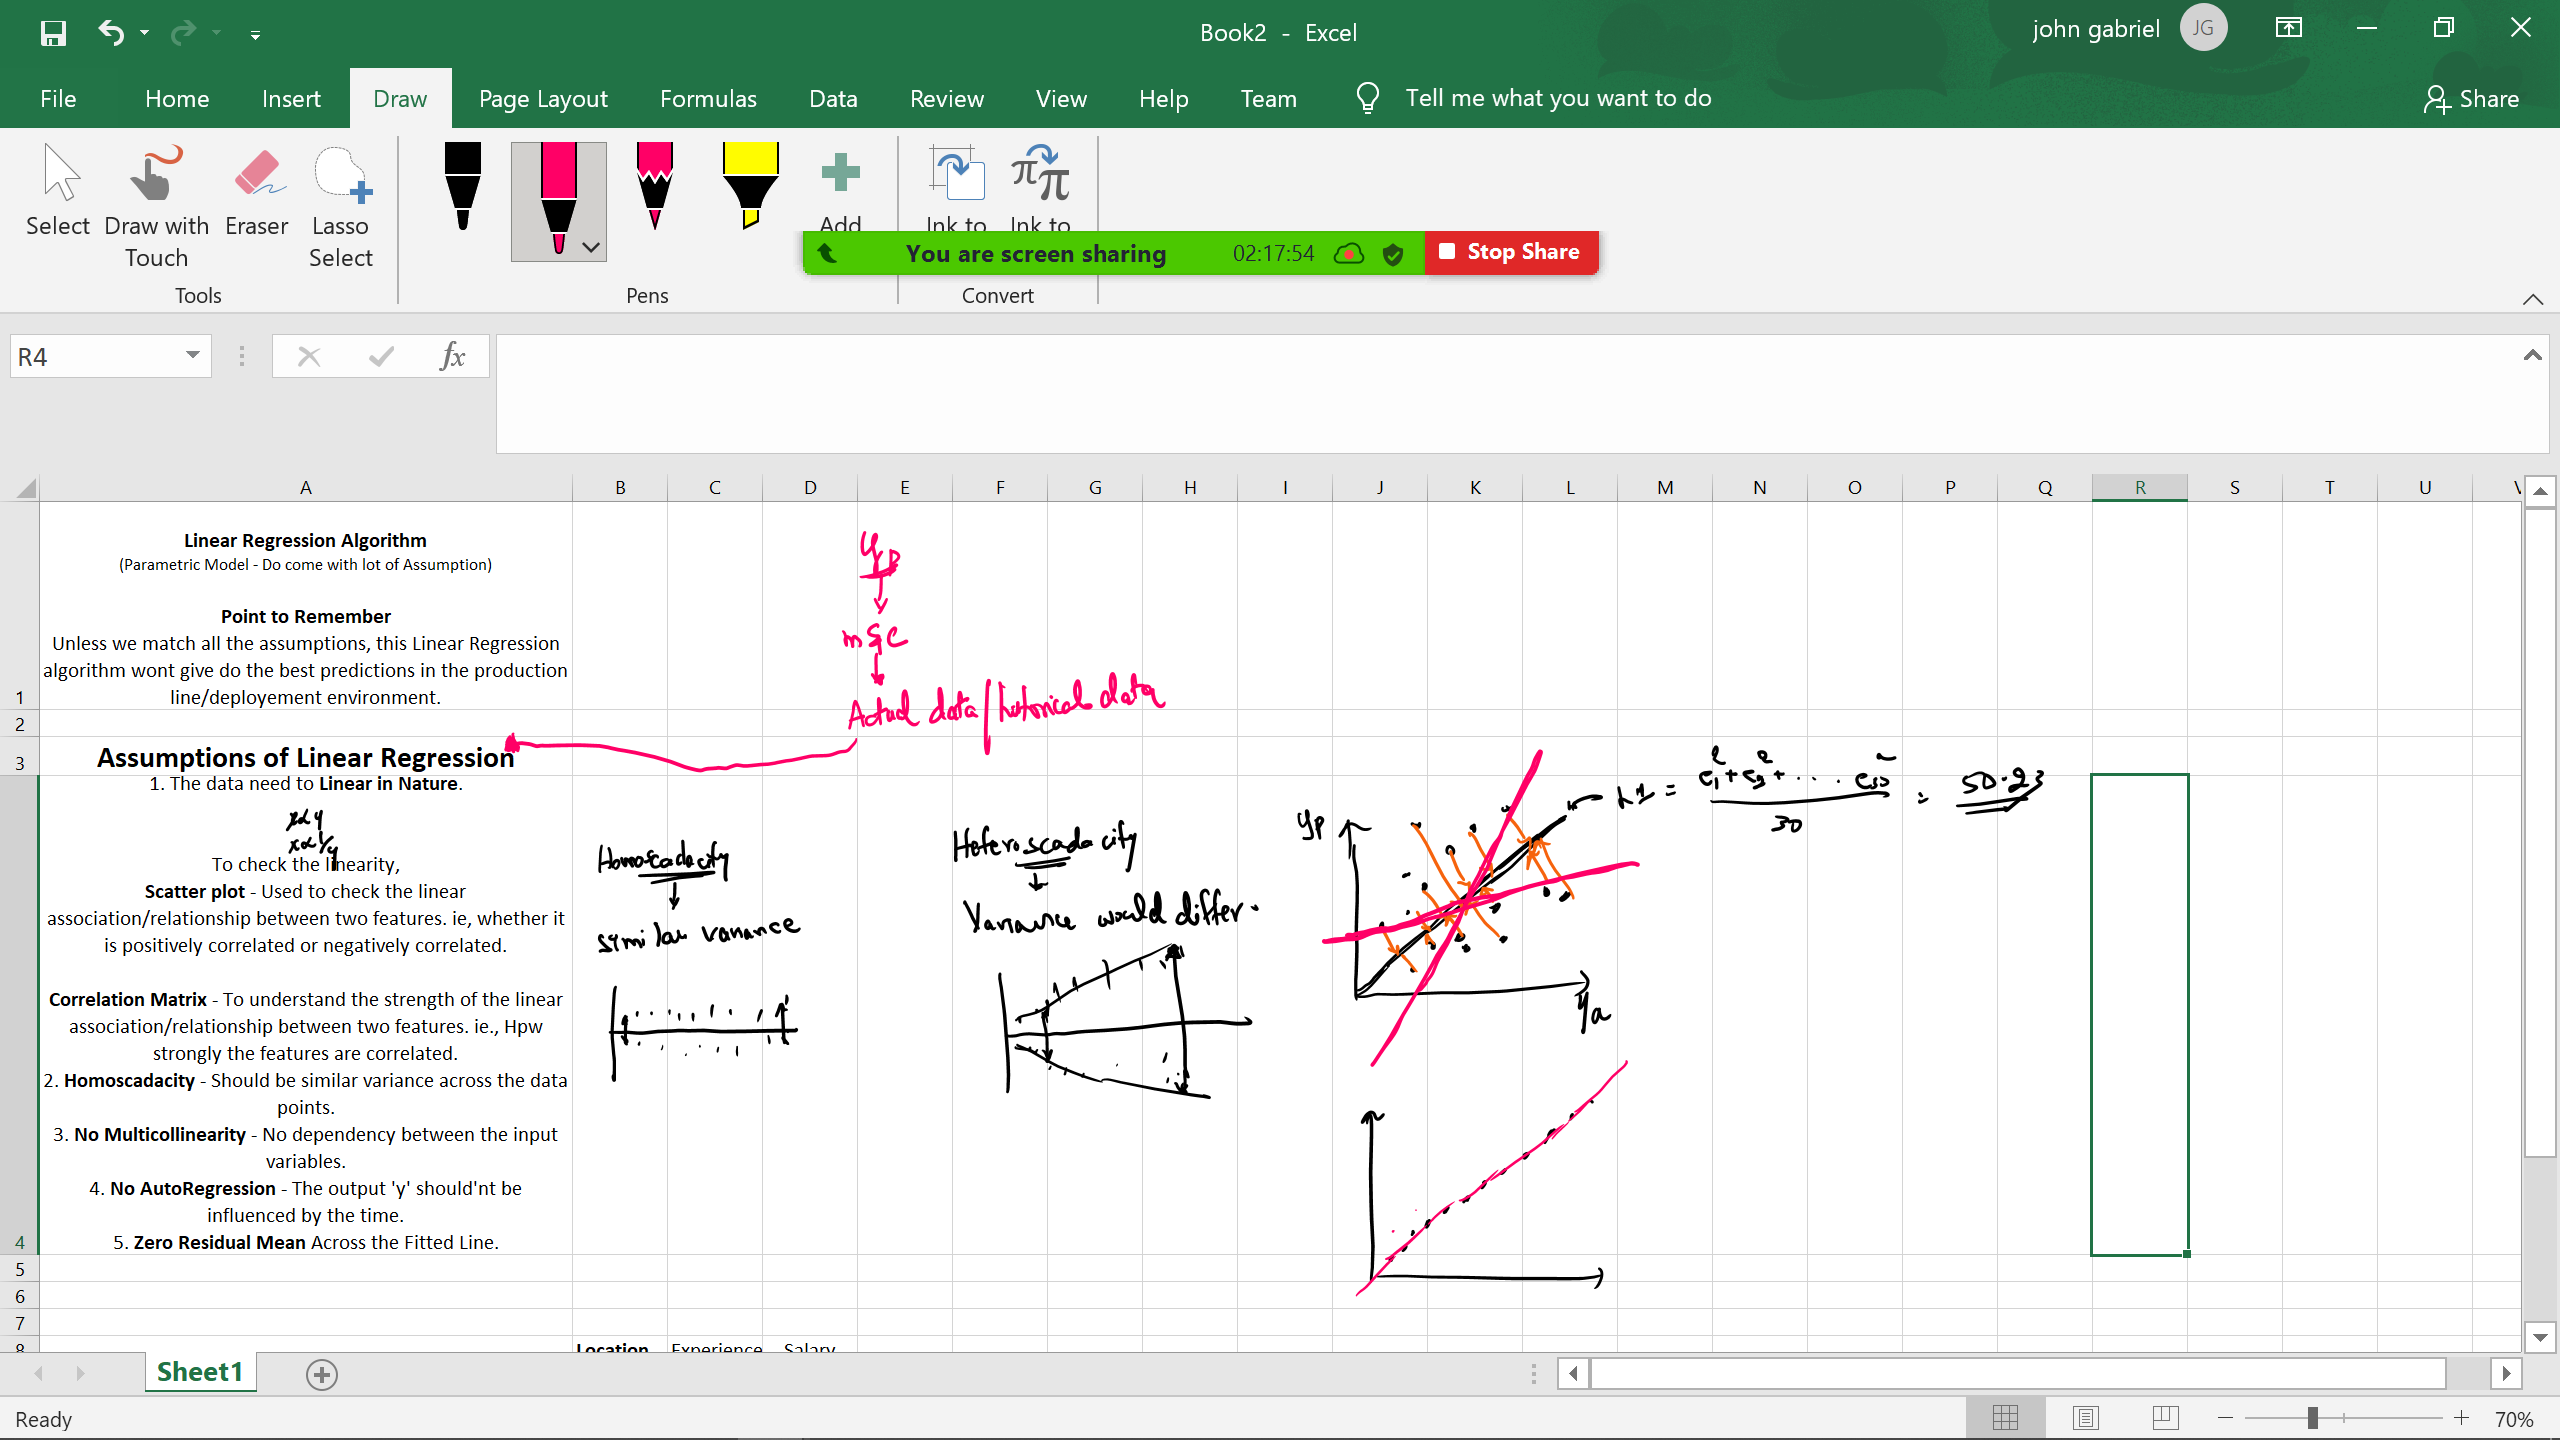 Book2 - Excel
john gabriel
JG
File
Home
Insert
Draw
Page Layout
Formulas
Data
Review
View
Help
Team
Tell me what you want to do
Share
Select
Draw with Touch
Eraser
Lasso Select
Add
Ink to
Ink to
You are screen sharing
02:17:54
Stop Share
Tools
Pens
Convert
R4
fx
A B C D E F G H I J K L M N O P Q R S T U
Linear Regression Algorithm
(Parametric Model - Do come with lot of Assumption)
Point to Remember
Unless we match all the assumptions, this Linear Regression
algorithm wont give do the best predictions in the production
line/deployement environment.
1
2
3
4
5
6
7
8
yp
m & c
Actual data/historical data
Assumptions of Linear Regression
1. The data need to Linear in Nature.
x α y
x α 1/y
To check the linearity,
Scatter plot - Used to check the linear
association/relationship between two features. ie, whether it
is positively correlated or negatively correlated.
Correlation Matrix - To understand the strength of the linear
association/relationship between two features. ie., Hpw
strongly the features are correlated.
2. Homoscadacity - Should be similar variance across the data
points.
3. No Multicollinearity - No dependency between the input
variables.
4. No AutoRegression - The output 'y' should'nt be
influenced by the time.
5. Zero Residual Mean Across the Fitted Line.
Homoscadacity
similar variance
Heteroscadacity
Variance would differ.
yp
ya
30
= 50.23
Location Experience Salary
Sheet1
Ready
70%